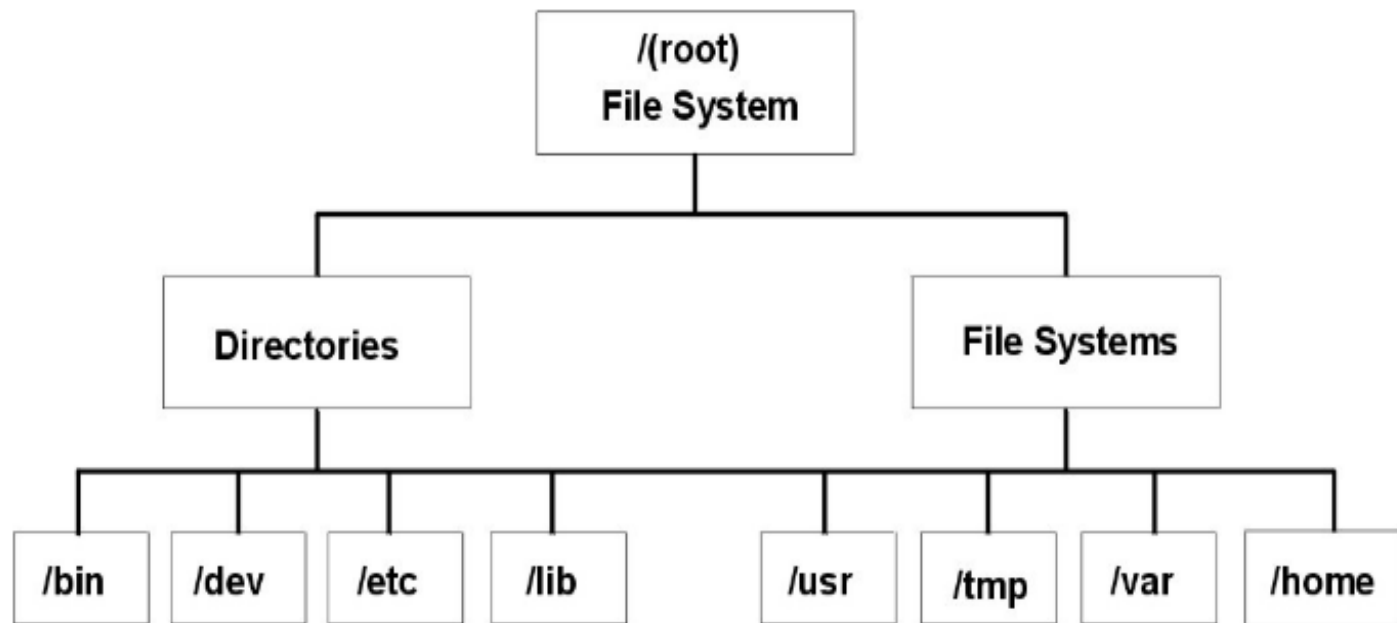 /(root)
File System
Directories
File Systems
/bin
/dev
/etc
/lib
/usr
/tmp
/var
/home